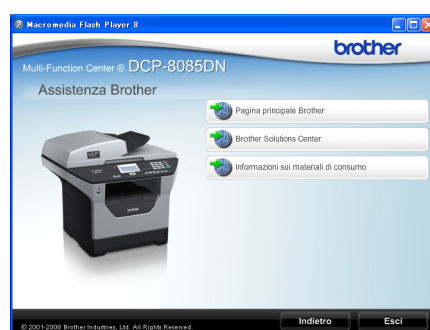 Macromedia Flash Player 8
brother
Multi-Function Center ® DCP-8085DN
Assistenza Brother
Pagina principale Brother
Brother Solutions Center
Informazioni sui materiali di consumo
© 2001-2008 Brother Industries, Ltd. All Rights Reserved.
Indietro
Esci